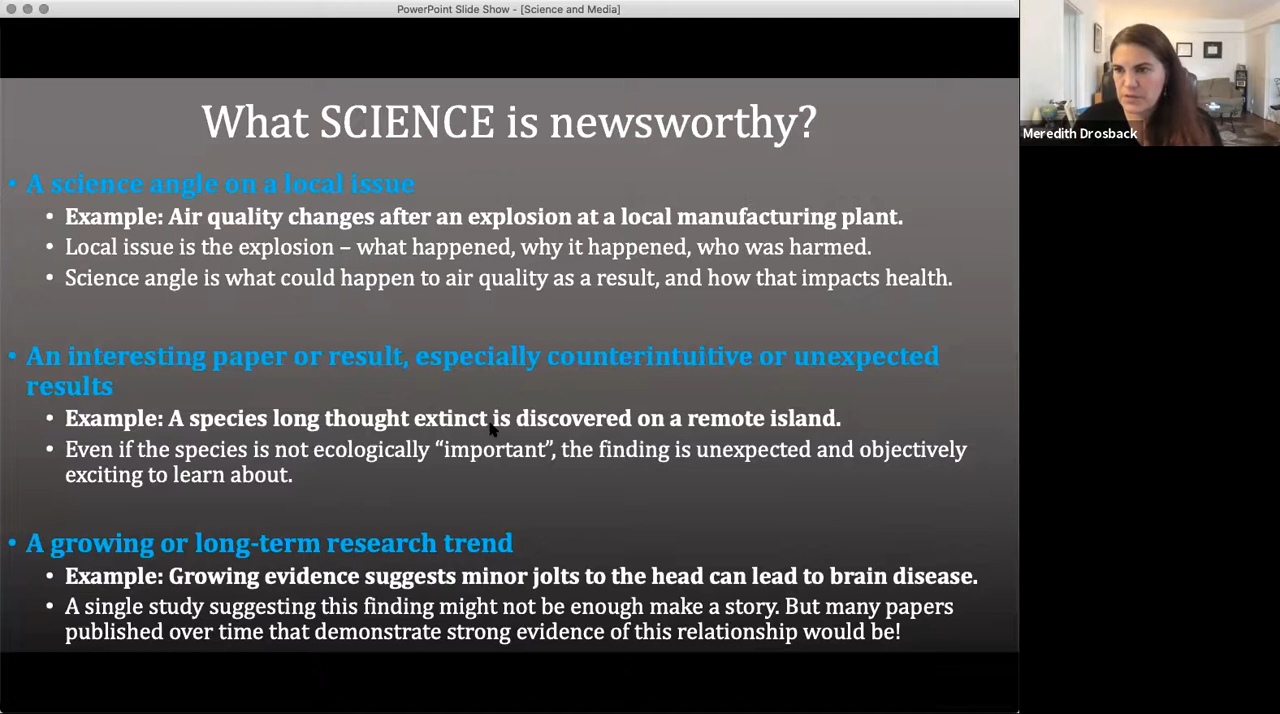 PowerPoint Slide Show - [Science and Media]
What SCIENCE is newsworthy?
• A science angle on a local issue
• Example: Air quality changes after an explosion at a local manufacturing plant.
• Local issue is the explosion – what happened, why it happened, who was harmed.
• Science angle is what could happen to air quality as a result, and how that impacts health.
• An interesting paper or result, especially counterintuitive or unexpected
results
• Example: A species long thought extinct is discovered on a remote island.
• Even if the species is not ecologically “important”, the finding is unexpected and objectively
exciting to learn about.
• A growing or long-term research trend
• Example: Growing evidence suggests minor jolts to the head can lead to brain disease.
• A single study suggesting this finding might not be enough make a story. But many papers
published over time that demonstrate strong evidence of this relationship would be!
Meredith Drosback